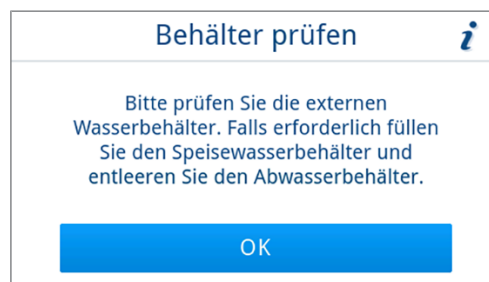 Behälter prüfen i
Bitte prüfen Sie die externen
Wasserbehälter. Falls erforderlich füllen
Sie den Speisewasserbehälter und
entleeren Sie den Abwasserbehälter.
OK